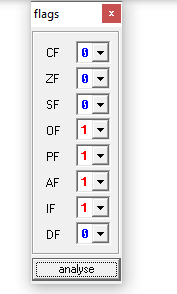 flags x
CF 0
ZF 0
SF 0
OF 1
PF 1
AF 1
IF 1
DF 0
analyse